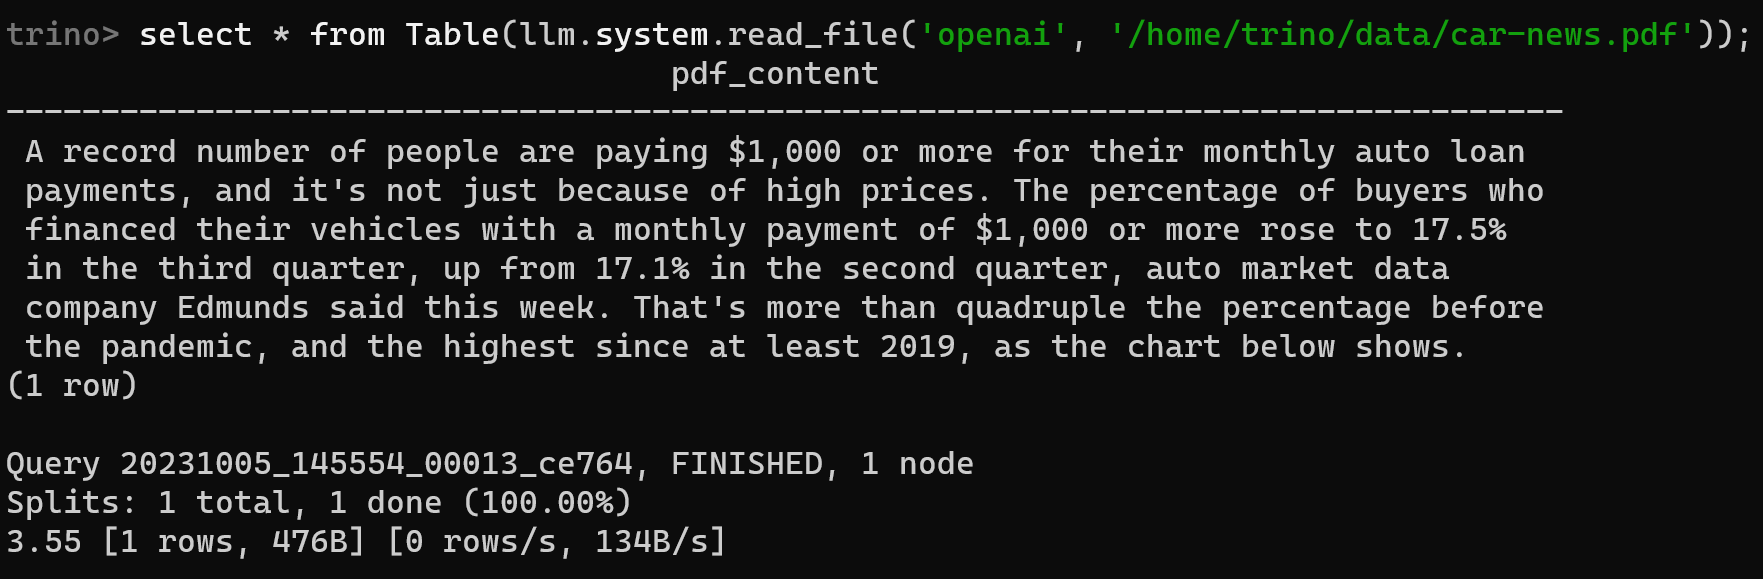 trino> select * from Table(llm.system.read_file('openai', '/home/trino/data/car-news.pdf'));
pdf_content
----------------------------------------------------------------------------------
A record number of people are paying $1,000 or more for their monthly auto loan
payments, and it's not just because of high prices. The percentage of buyers who
financed their vehicles with a monthly payment of $1,000 or more rose to 17.5%
in the third quarter, up from 17.1% in the second quarter, auto market data
company Edmunds said this week. That's more than quadruple the percentage before
the pandemic, and the highest since at least 2019, as the chart below shows.
(1 row)

Query 20231005_145554_00013_ce764, FINISHED, 1 node
Splits: 1 total, 1 done (100.00%)
3.55 [1 rows, 476B] [0 rows/s, 134B/s]